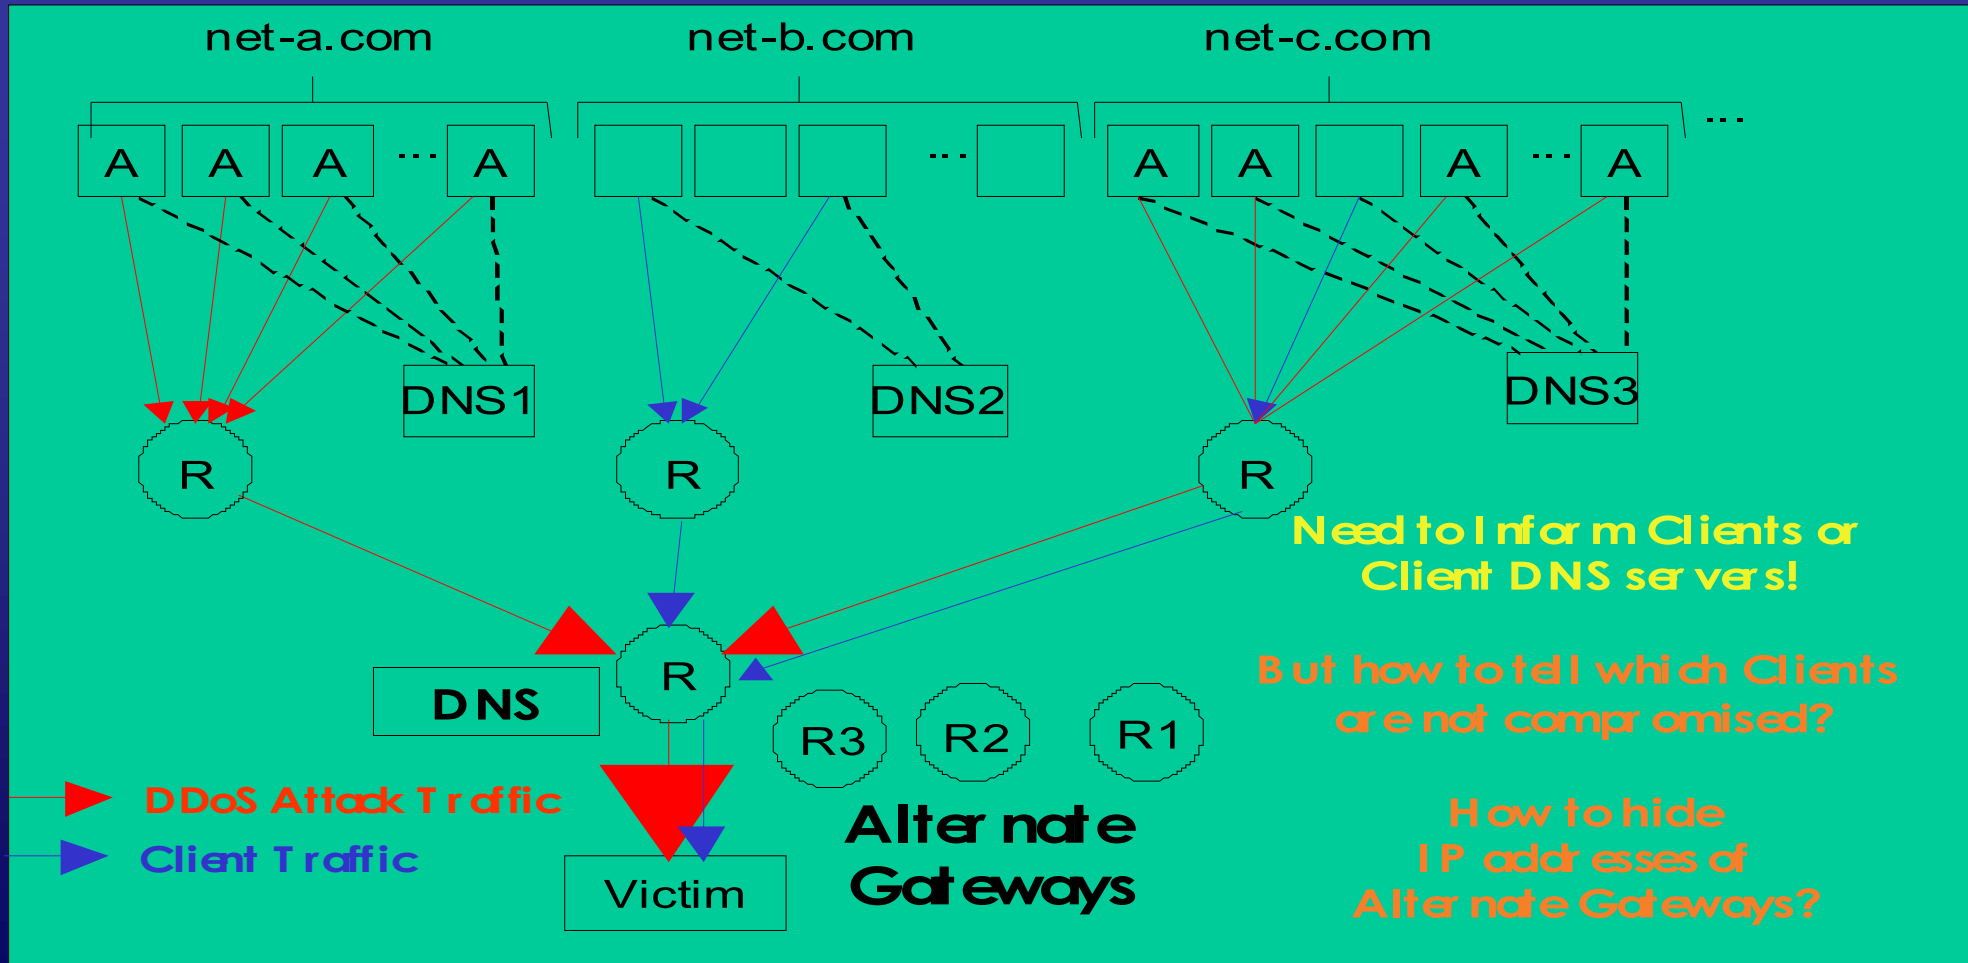 net-a.com
net-b.com
net-c.com
...
A A A ... A
...
A A A ... A
DNS1
DNS2
DNS3
R
R
R
Need to Inform Clients or
Client DNS servers!
But how to tell which Clients
are not compromised?
R
DNS
R3
R2
R1
DDoS Attack Traffic
Client Traffic
Alternate
Gateways
How to hide
IP addresses of
Alternate Gateways?
Victim